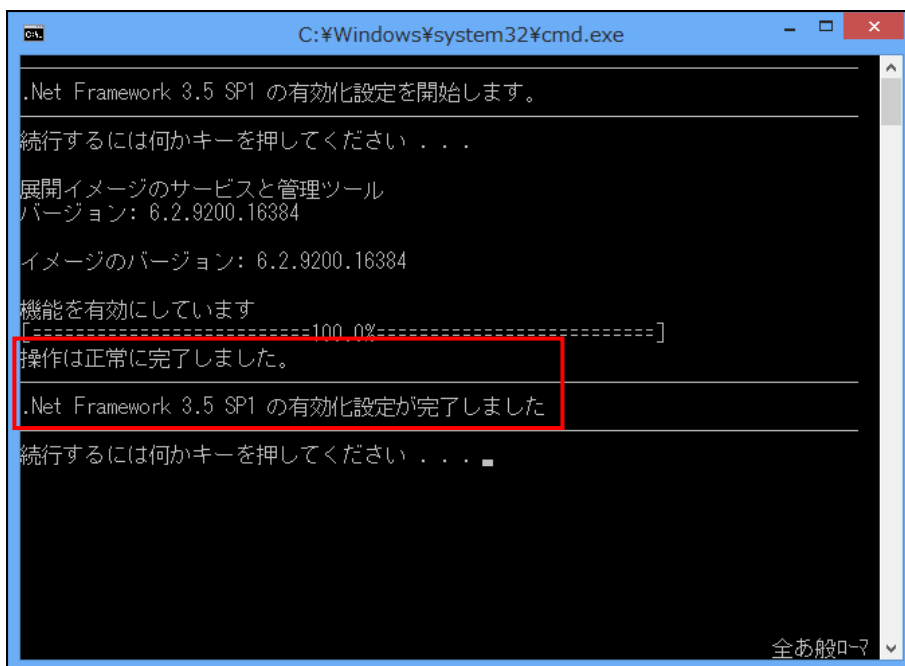 C:¥Windows¥system32¥cmd.exe
.Net Framework 3.5 SP1 の有効化設定を開始します。
続行するには何かキーを押してください . . .
展開イメージのサービスと管理ツール
バージョン: 6.2.9200.16384
イメージのバージョン: 6.2.9200.16384
機能を有効にしています
[==========================100.0%==========================]
操作は正常に完了しました。
.Net Framework 3.5 SP1 の有効化設定が完了しました
続行するには何かキーを押してください . . .
全あ般ﾛｰﾏ